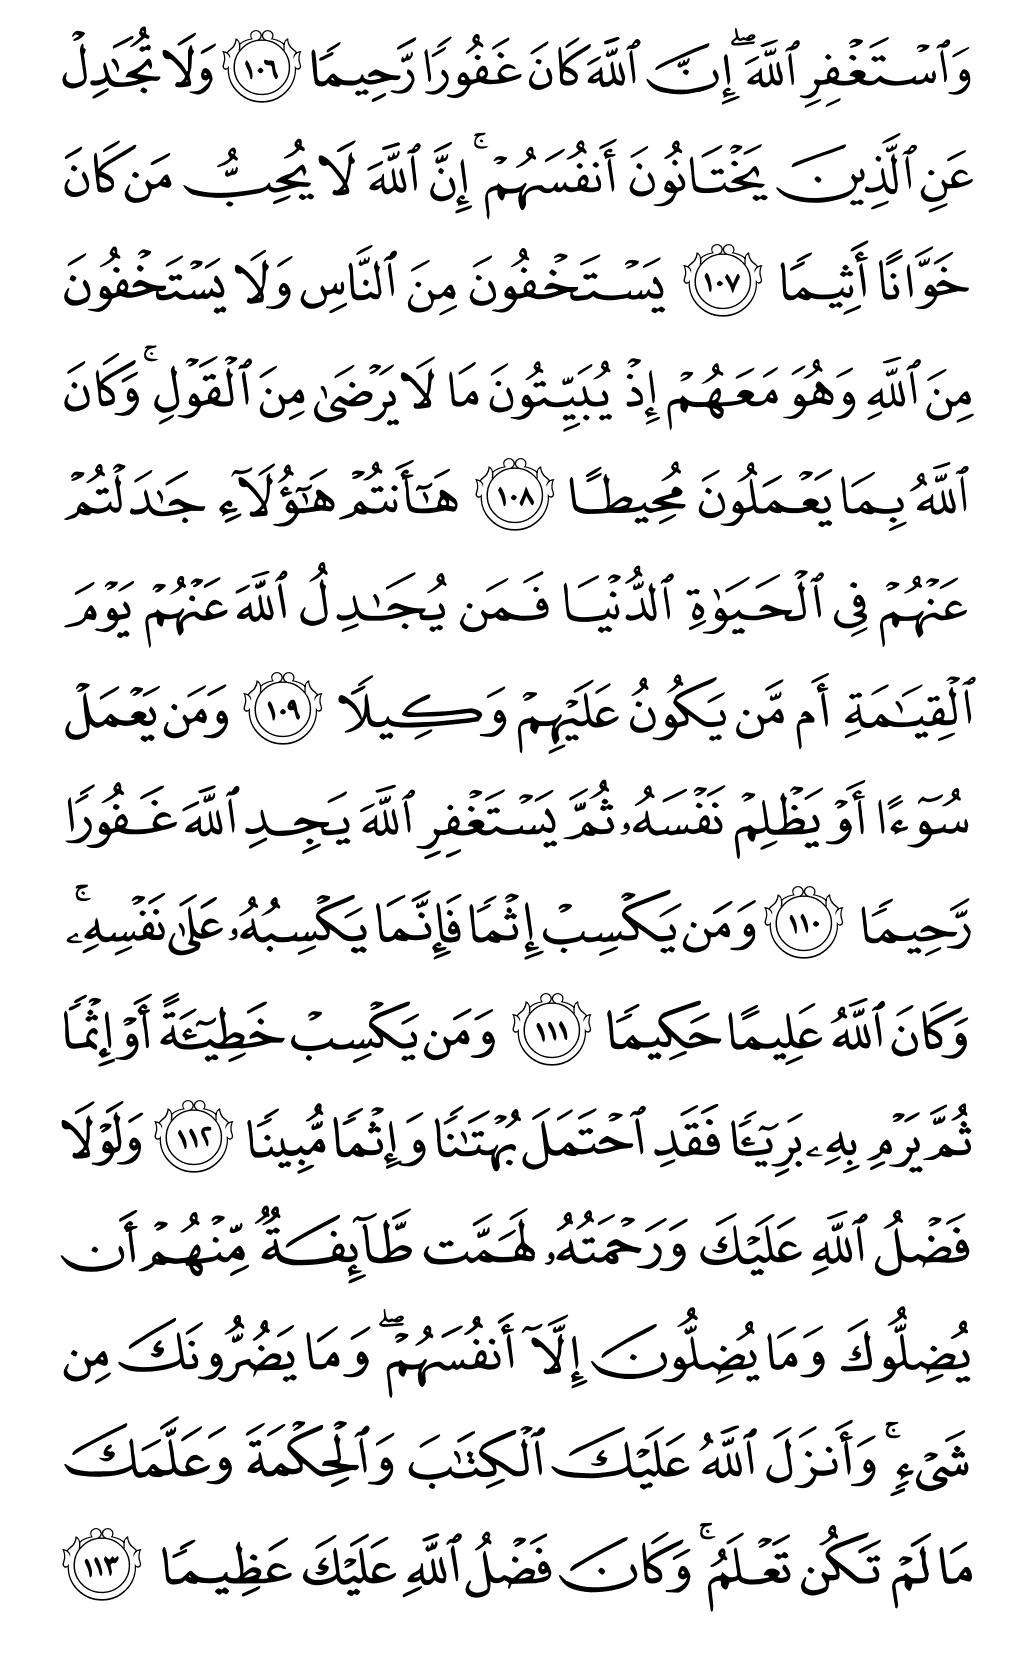 وَٱسۡتَغۡفِرِ ٱللَّهَۖ إِنَّ ٱللَّهَ كَانَ غَفُورٗا رَّحِيمٗا ١٠٦ وَلَا تُجَٰدِلۡ
عَنِ ٱلَّذِينَ يَخۡتَانُونَ أَنفُسَهُمۡۚ إِنَّ ٱللَّهَ لَا يُحِبُّ مَن كَانَ
خَوَّانًا أَثِيمٗا ١٠٧ يَسۡتَخۡفُونَ مِنَ ٱلنَّاسِ وَلَا يَسۡتَخۡفُونَ
مِنَ ٱللَّهِ وَهُوَ مَعَهُمۡ إِذۡ يُبَيِّتُونَ مَا لَا يَرۡضَىٰ مِنَ ٱلۡقَوۡلِۚ وَكَانَ
ٱللَّهُ بِمَا يَعۡمَلُونَ مُحِيطًا ١٠٨ هَٰٓأَنتُمۡ هَٰٓؤُلَآءِ جَٰدَلۡتُمۡ
عَنۡهُمۡ فِي ٱلۡحَيَوٰةِ ٱلدُّنۡيَا فَمَن يُجَٰدِلُ ٱللَّهَ عَنۡهُمۡ يَوۡمَ
ٱلۡقِيَٰمَةِ أَم مَّن يَكُونُ عَلَيۡهِمۡ وَكِيلٗا ١٠٩ وَمَن يَعۡمَلۡ
سُوٓءًا أَوۡ يَظۡلِمۡ نَفۡسَهُۥ ثُمَّ يَسۡتَغۡفِرِ ٱللَّهَ يَجِدِ ٱللَّهَ غَفُورٗا
رَّحِيمٗا ١١٠ وَمَن يَكۡسِبۡ إِثۡمٗا فَإِنَّمَا يَكۡسِبُهُۥ عَلَىٰ نَفۡسِهِۦۚ
وَكَانَ ٱللَّهُ عَلِيمًا حَكِيمٗا ١١١ وَمَن يَكۡسِبۡ خَطِيٓـَٔةً أَوۡ إِثۡمٗا
ثُمَّ يَرۡمِ بِهِۦ بَرِيٓـٔٗا فَقَدِ ٱحۡتَمَلَ بُهۡتَٰنٗا وَإِثۡمٗا مُّبِينٗا ١١٢ وَلَوۡلَا
فَضۡلُ ٱللَّهِ عَلَيۡكَ وَرَحۡمَتُهُۥ لَهَمَّت طَّآئِفَةٞ مِّنۡهُمۡ أَن
يُضِلُّوكَ وَمَا يُضِلُّونَ إِلَّآ أَنفُسَهُمۡۖ وَمَا يَضُرُّونَكَ مِن
شَيۡءٖۚ وَأَنزَلَ ٱللَّهُ عَلَيۡكَ ٱلۡكِتَٰبَ وَٱلۡحِكۡمَةَ وَعَلَّمَكَ
مَا لَمۡ تَكُن تَعۡلَمُۚ وَكَانَ فَضۡلُ ٱللَّهِ عَلَيۡكَ عَظِيمٗا ١١٣